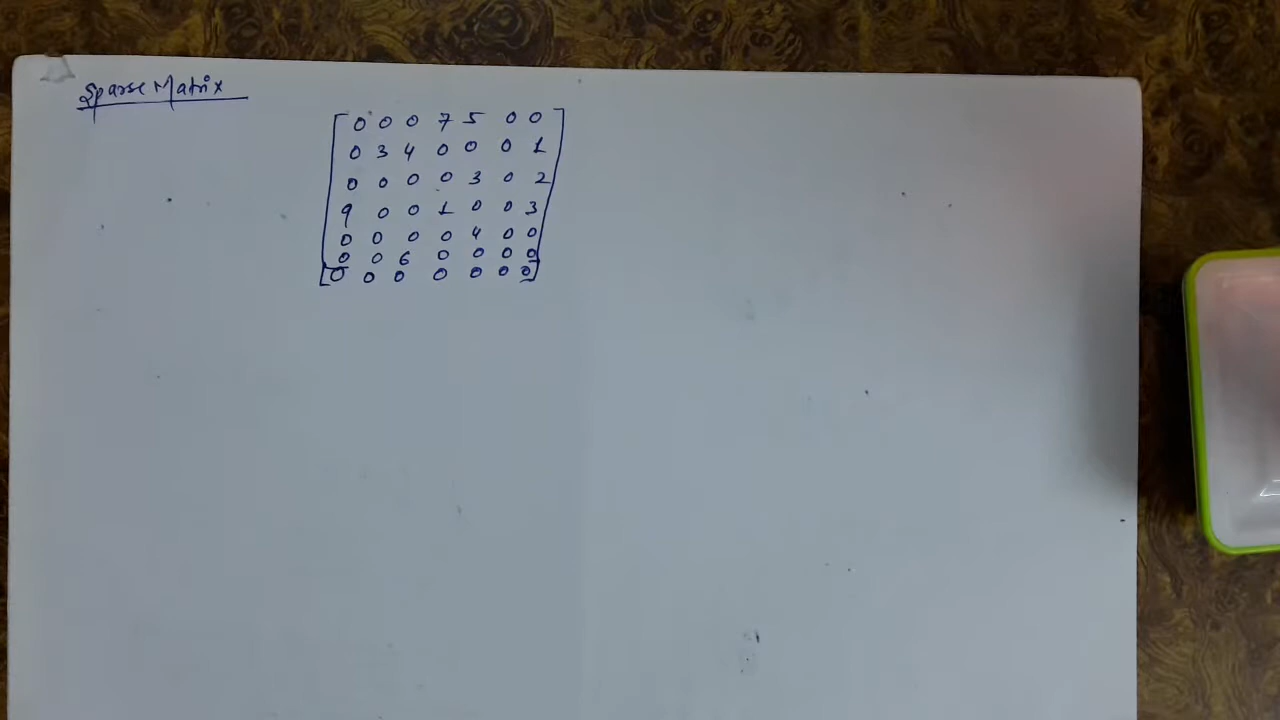 Sparse Matrix
0 0 0 7 5 0 0
0 3 4 0 0 0 1
0 0 0 0 3 0 2
9 0 0 1 0 0 3
0 0 0 0 4 0 0
0 0 6 0 0 0 0
0 0 0 0 0 0 0